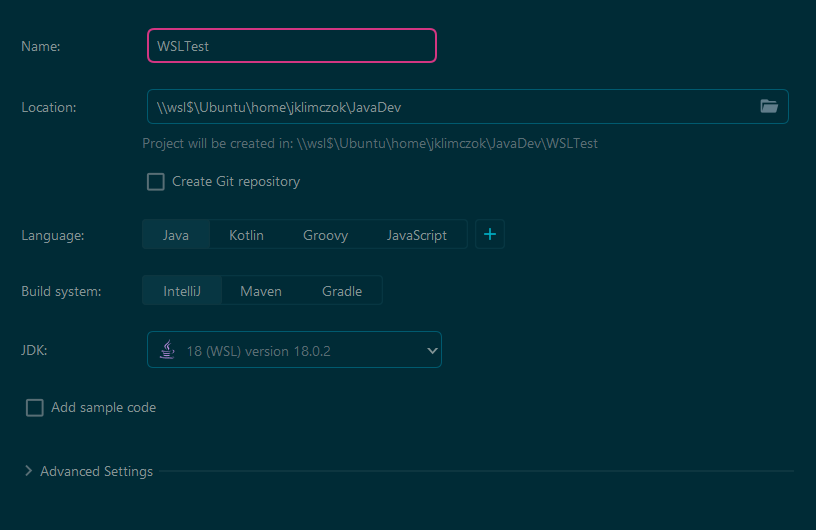 Name: WSLTest
Location: \\wsl$\Ubuntu\home\jklimczok\JavaDev
Project will be created in: \\wsl$\Ubuntu\home\jklimczok\JavaDev\WSLTest
Create Git repository
Language: Java Kotlin Groovy JavaScript +
Build system: IntelliJ Maven Gradle
JDK: 18 (WSL) version 18.0.2
Add sample code
Advanced Settings